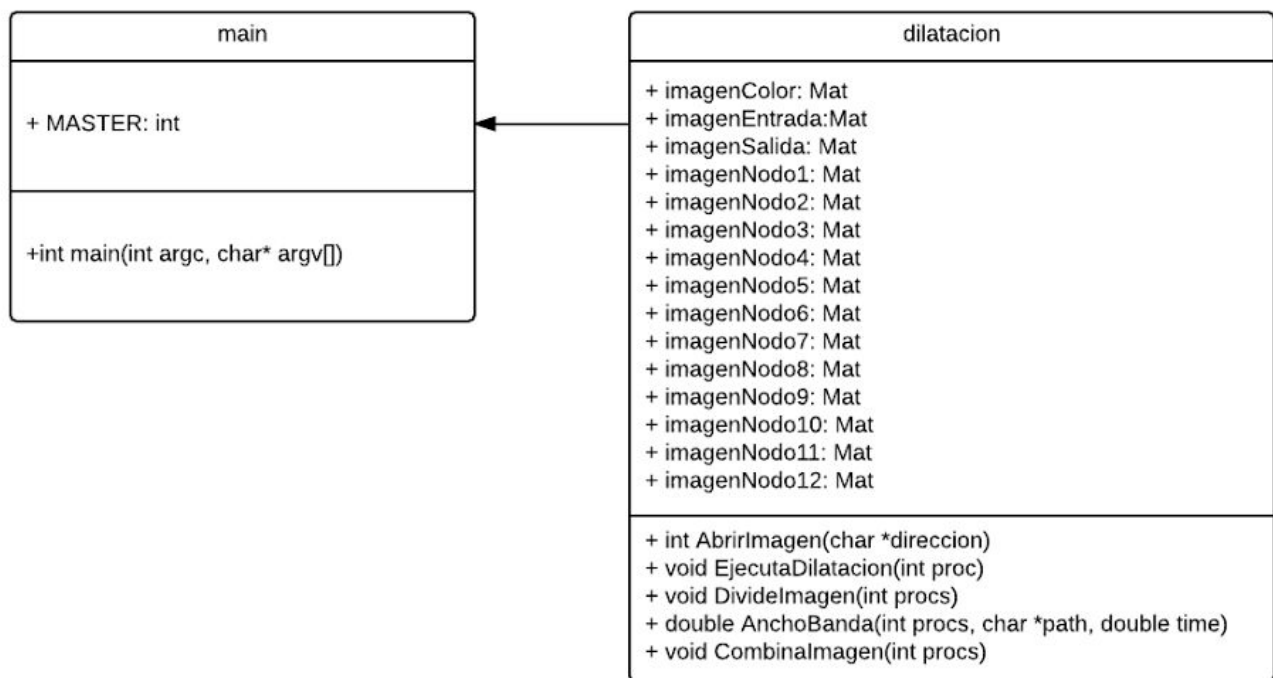 main
+ MASTER: int
+int main(int argc, char* argv[])
dilatacion
+ imagenColor: Mat
+ imagenEntrada:Mat
+ imagenSalida: Mat
+ imagenNodo1: Mat
+ imagenNodo2: Mat
+ imagenNodo3: Mat
+ imagenNodo4: Mat
+ imagenNodo5: Mat
+ imagenNodo6: Mat
+ imagenNodo7: Mat
+ imagenNodo8: Mat
+ imagenNodo9: Mat
+ imagenNodo10: Mat
+ imagenNodo11: Mat
+ imagenNodo12: Mat
+ int AbrirImagen(char *direccion)
+ void EjecutaDilatacion(int proc)
+ void DivideImagen(int procs)
+ double AnchoBanda(int procs, char *path, double time)
+ void CombinaImagen(int procs)